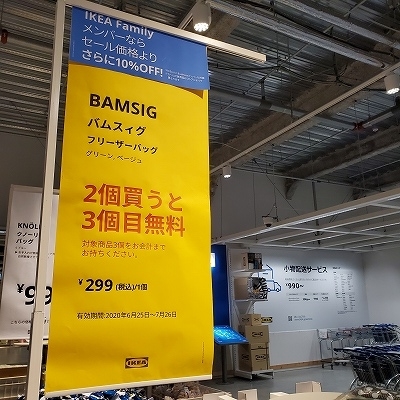 IKEA Family
メンバーなら
セール価格より
さらに10%OFF!
BAMSIG
バムスィグ
フリーザーバッグ
グリーン, ベージュ
2個買うと
3個目無料
対象商品3個をお会計まで
お持ちください。
¥299 (税込)/1個
有効期間:2020年6月25日～7月26日
IKEA
KNÖL
クノーリ
バッグ
¥99
小物配送サービス
¥990～